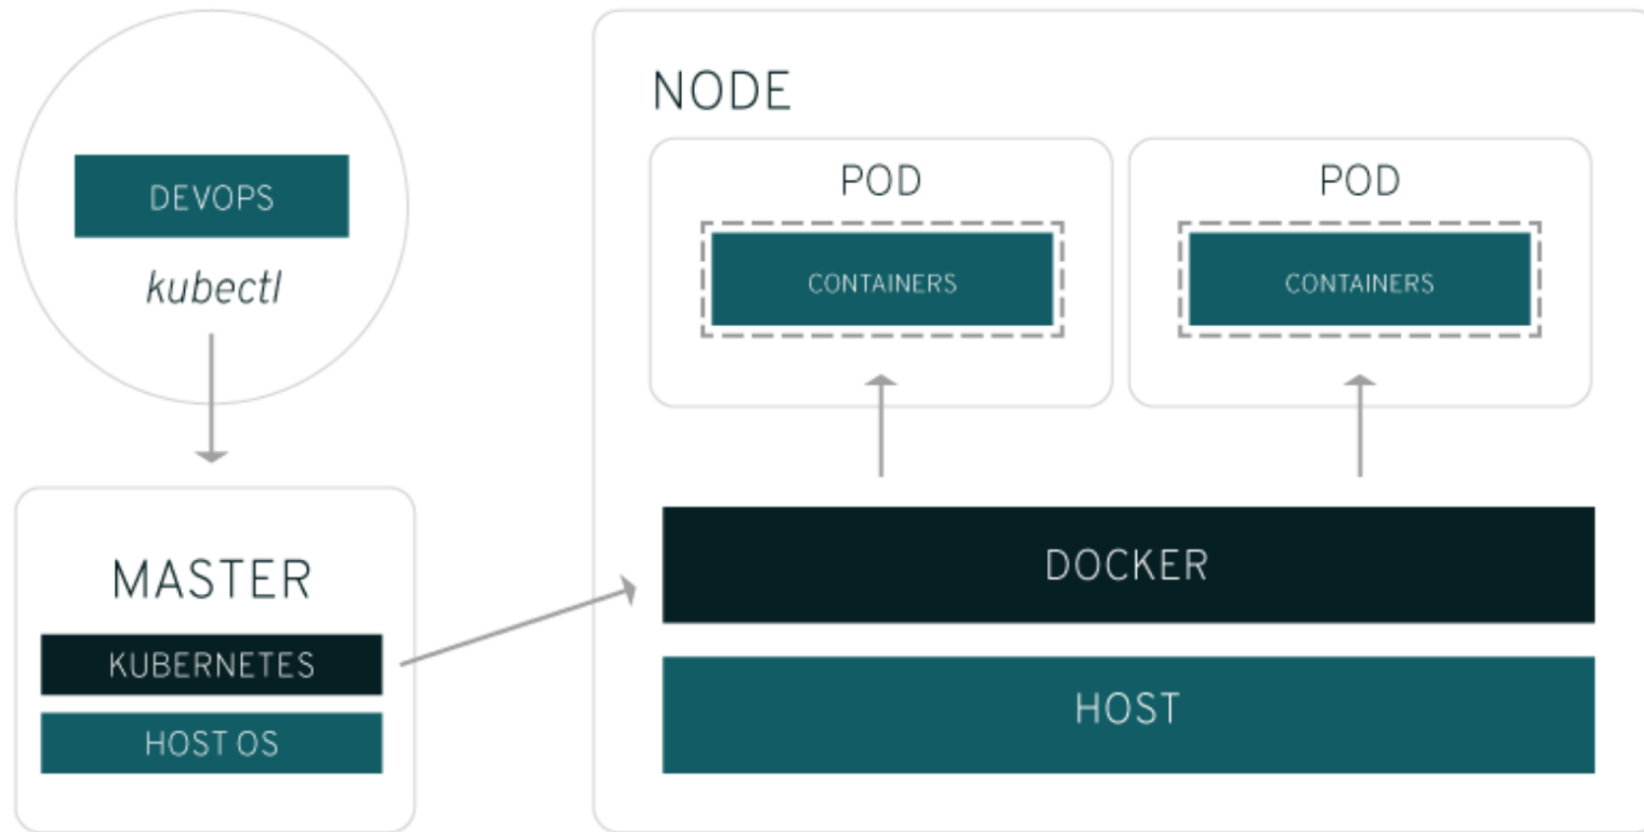 DEVOPS
kubectl
MASTER
KUBERNETES
HOST OS
NODE
POD
CONTAINERS
POD
CONTAINERS
DOCKER
HOST